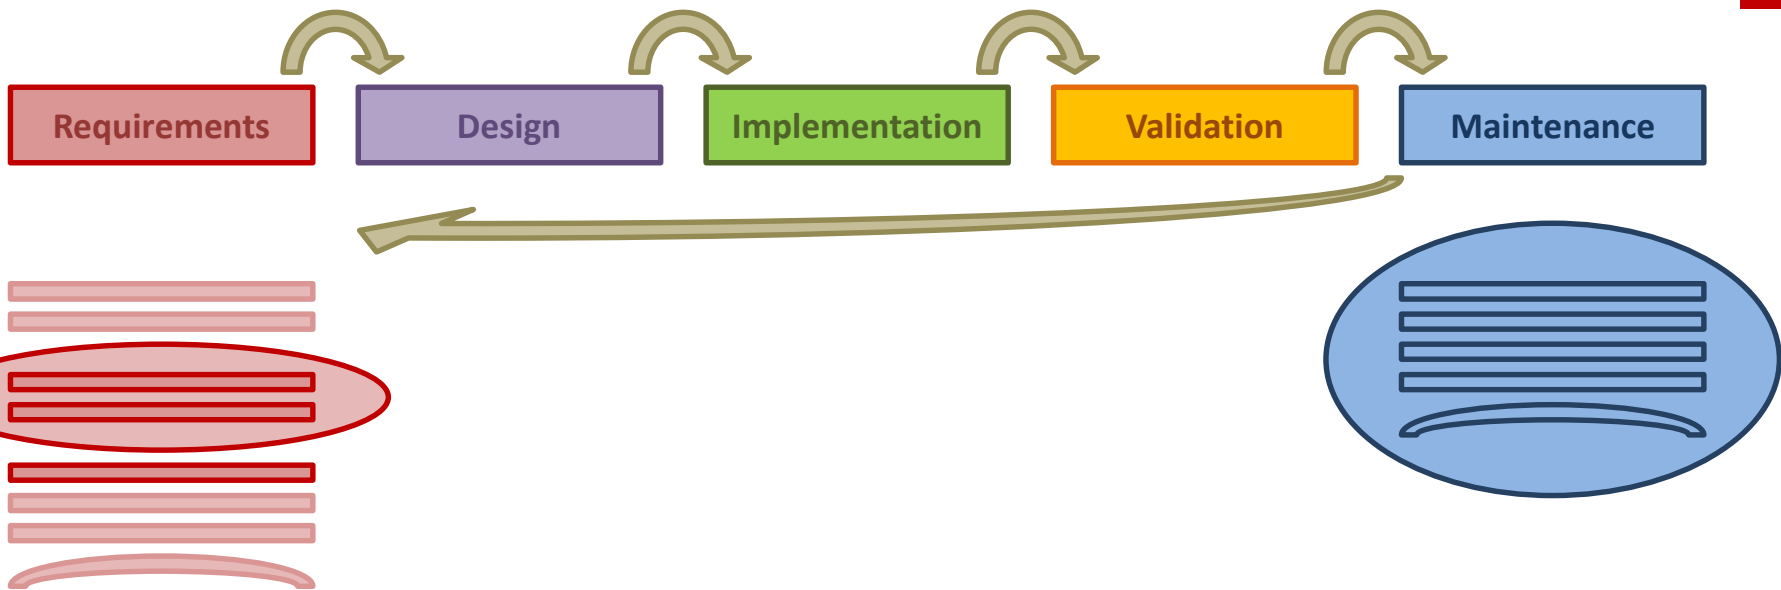 Requirements
Design
Implementation
Validation
Maintenance